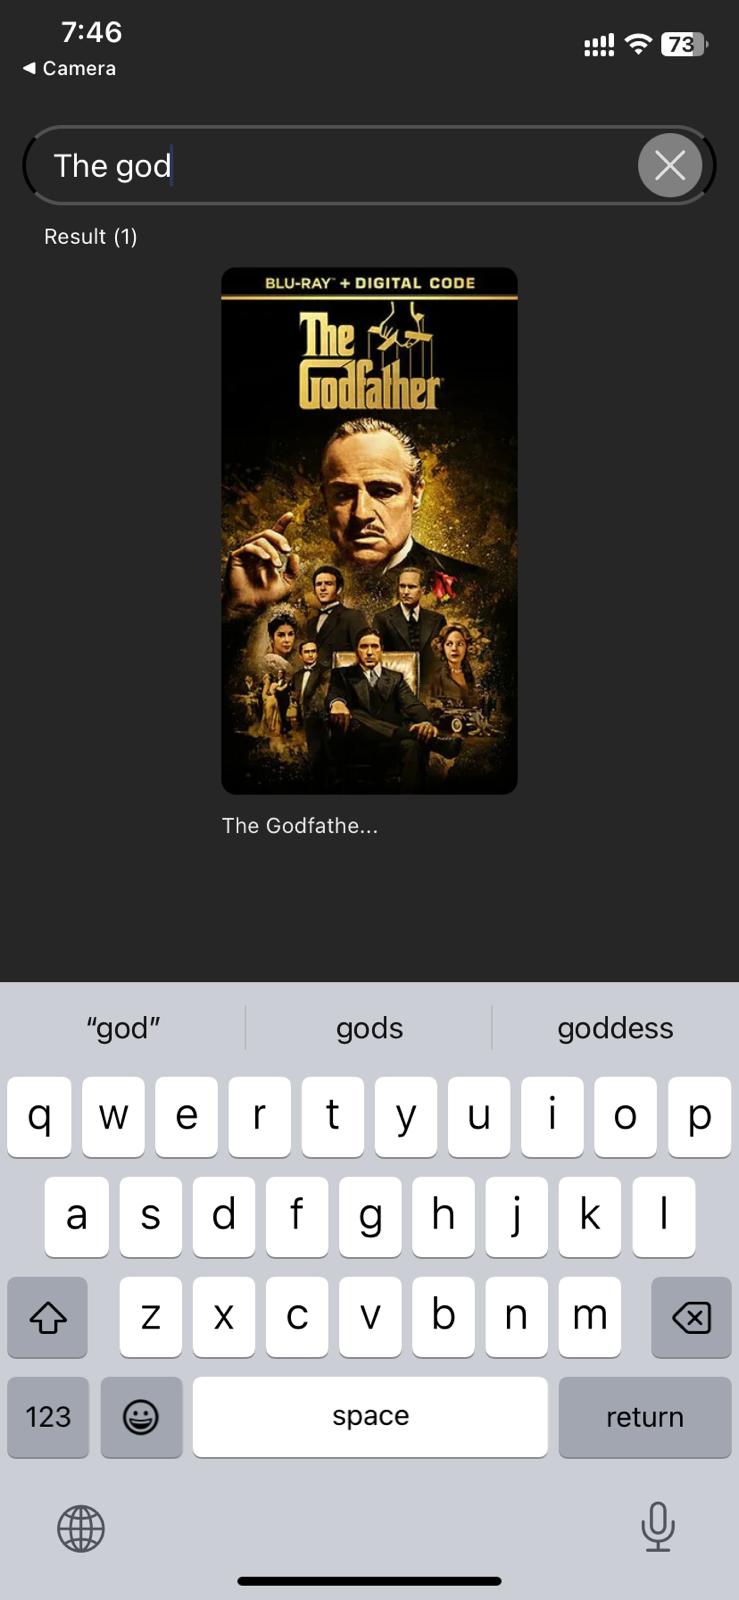 7:46
73
◀ Camera
The god
Result (1)
BLU-RAY™ + DIGITAL CODE
The
Godfather
The Godfathe...
“god” gods goddess
q w e r t y u i o p
a s d f g h j k l
z x c v b n m
123 space return